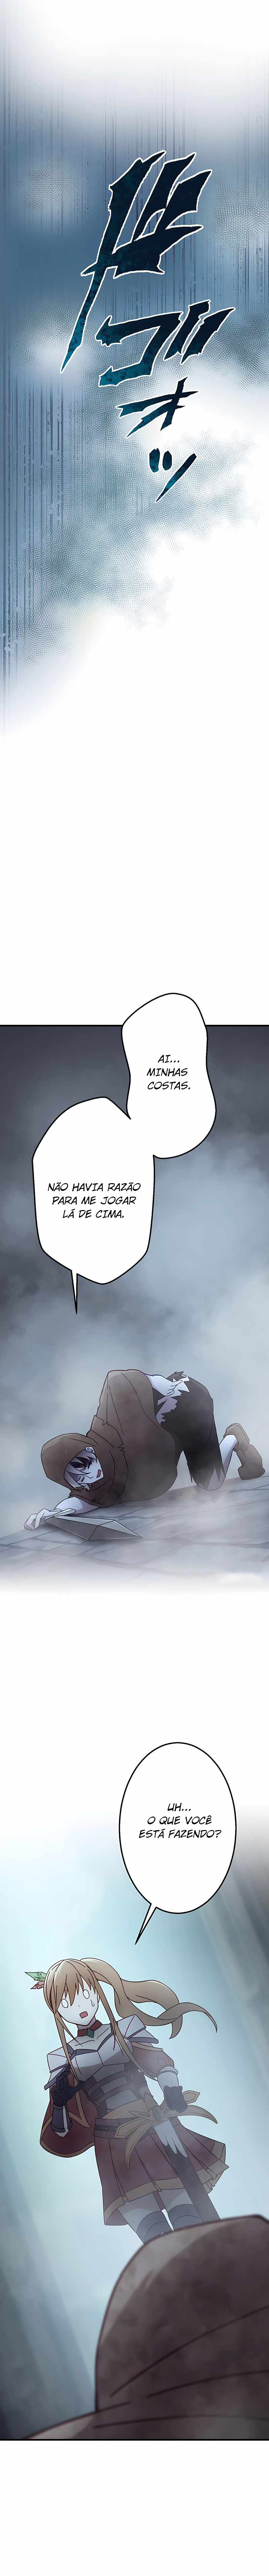 ドゴオッ
AI...
MINHAS
COSTAS.
NÃO HAVIA RAZÃO
PARA ME JOGAR
LÁ DE CIMA.
UH...
O QUE VOCÊ
ESTÁ FAZENDO?